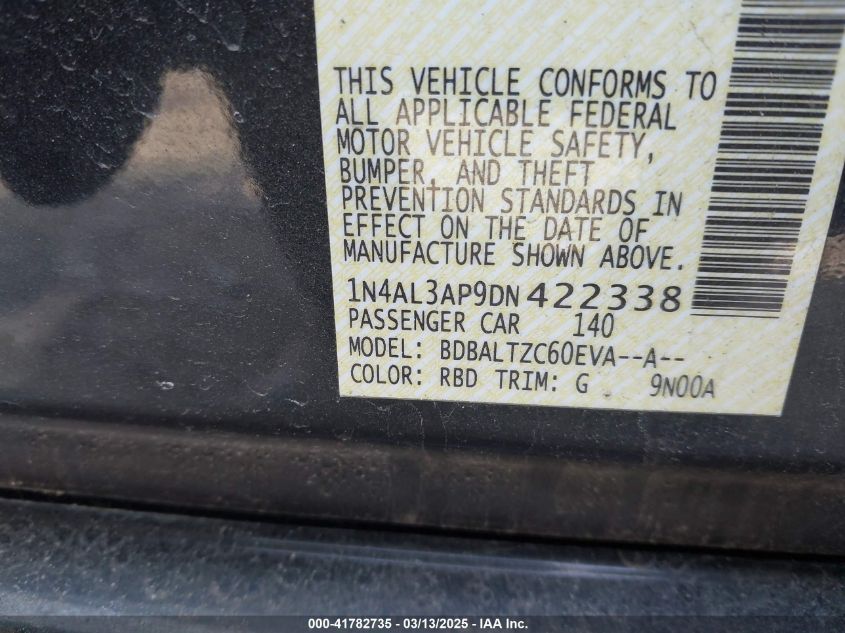 THIS VEHICLE CONFORMS TO
ALL APPLICABLE FEDERAL
MOTOR VEHICLE SAFETY,
BUMPER, AND THEFT
PREVENTION STANDARDS IN
EFFECT ON THE DATE OF
MANUFACTURE SHOWN ABOVE.
1N4AL3AP9DN422338
PASSENGER CAR 140
MODEL: BDBALTZC60EVA--A--
COLOR: RBD TRIM: G 9N00A
000-41782735 - 03/13/2025 - IAA Inc.